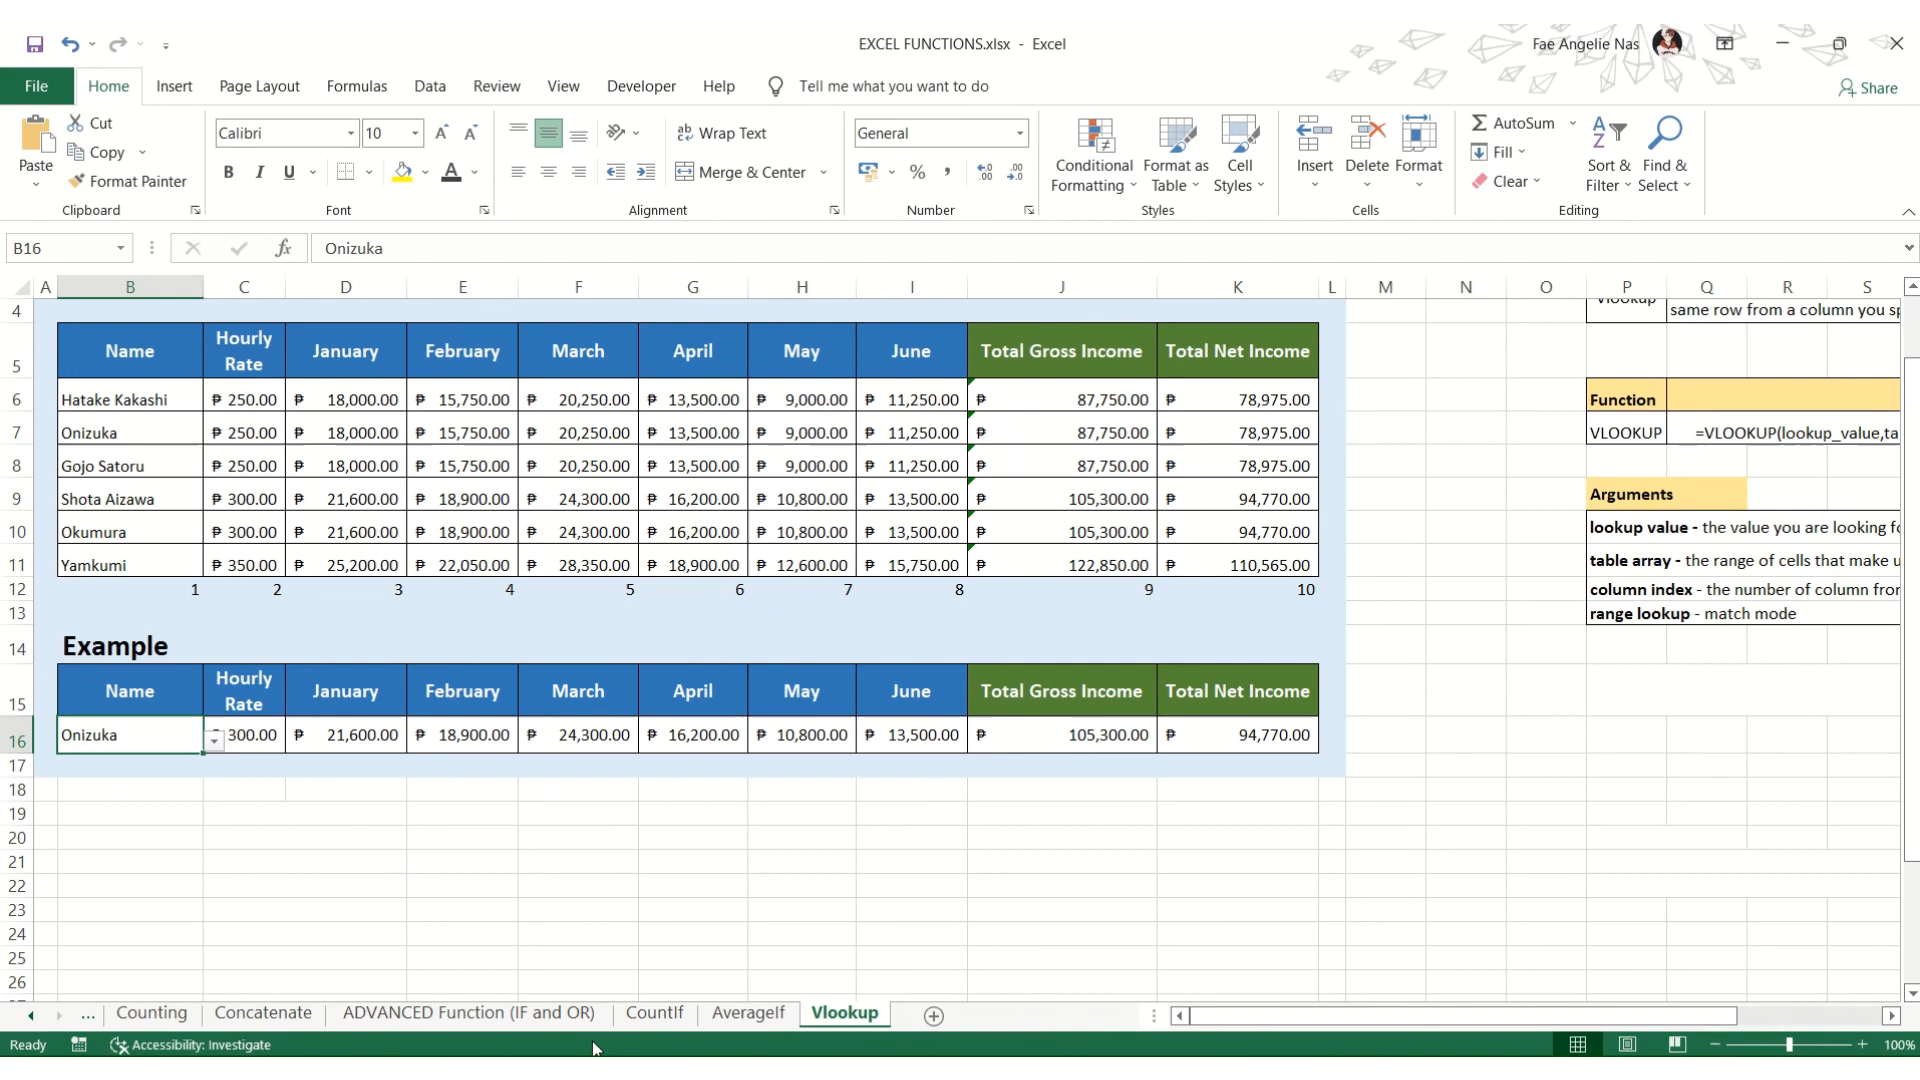 EXCEL FUNCTIONS.xlsx - Excel
Fae Angelie Nas
File Home Insert Page Layout Formulas Data Review View Developer Help Tell me what you want to do
Share
Paste
Cut
Copy
Format Painter
Clipboard
Calibri 10 A A
B I U A
Font
ab Wrap Text
Merge & Center
Alignment
General
% , .00 .00
Number
Conditional Formatting
Format as Table
Cell Styles
Styles
Insert Delete Format
Cells
AutoSum
Fill
Clear
Sort & Filter
Find & Select
Editing
B16 fx Onizuka
A B C D E F G H I J K L M N O P Q R S
4 same row from a column you sp
5 Name Hourly Rate January February March April May June Total Gross Income Total Net Income
6 Hatake Kakashi ₱ 250.00 ₱ 18,000.00 ₱ 15,750.00 ₱ 20,250.00 ₱ 13,500.00 ₱ 9,000.00 ₱ 11,250.00 ₱ 87,750.00 ₱ 78,975.00 Function
7 Onizuka ₱ 250.00 ₱ 18,000.00 ₱ 15,750.00 ₱ 20,250.00 ₱ 13,500.00 ₱ 9,000.00 ₱ 11,250.00 ₱ 87,750.00 ₱ 78,975.00 VLOOKUP =VLOOKUP(lookup_value,ta
8 Gojo Satoru ₱ 250.00 ₱ 18,000.00 ₱ 15,750.00 ₱ 20,250.00 ₱ 13,500.00 ₱ 9,000.00 ₱ 11,250.00 ₱ 87,750.00 ₱ 78,975.00
9 Shota Aizawa ₱ 300.00 ₱ 21,600.00 ₱ 18,900.00 ₱ 24,300.00 ₱ 16,200.00 ₱ 10,800.00 ₱ 13,500.00 ₱ 105,300.00 ₱ 94,770.00 Arguments
10 Okumura ₱ 300.00 ₱ 21,600.00 ₱ 18,900.00 ₱ 24,300.00 ₱ 16,200.00 ₱ 10,800.00 ₱ 13,500.00 ₱ 105,300.00 ₱ 94,770.00 lookup value - the value you are looking fo
11 Yamkumi ₱ 350.00 ₱ 25,200.00 ₱ 22,050.00 ₱ 28,350.00 ₱ 18,900.00 ₱ 12,600.00 ₱ 15,750.00 ₱ 122,850.00 ₱ 110,565.00 table array - the range of cells that make u
12 1 2 3 4 5 6 7 8 9 10 column index - the number of column from
13 range lookup - match mode
14 Example
15 Name Hourly Rate January February March April May June Total Gross Income Total Net Income
16 Onizuka 300.00 ₱ 21,600.00 ₱ 18,900.00 ₱ 24,300.00 ₱ 16,200.00 ₱ 10,800.00 ₱ 13,500.00 ₱ 105,300.00 ₱ 94,770.00
17
18
19
20
21
22
23
24
25
26
... Counting Concatenate ADVANCED Function (IF and OR) CountIf AverageIf Vlookup
Ready Accessibility: Investigate 100%